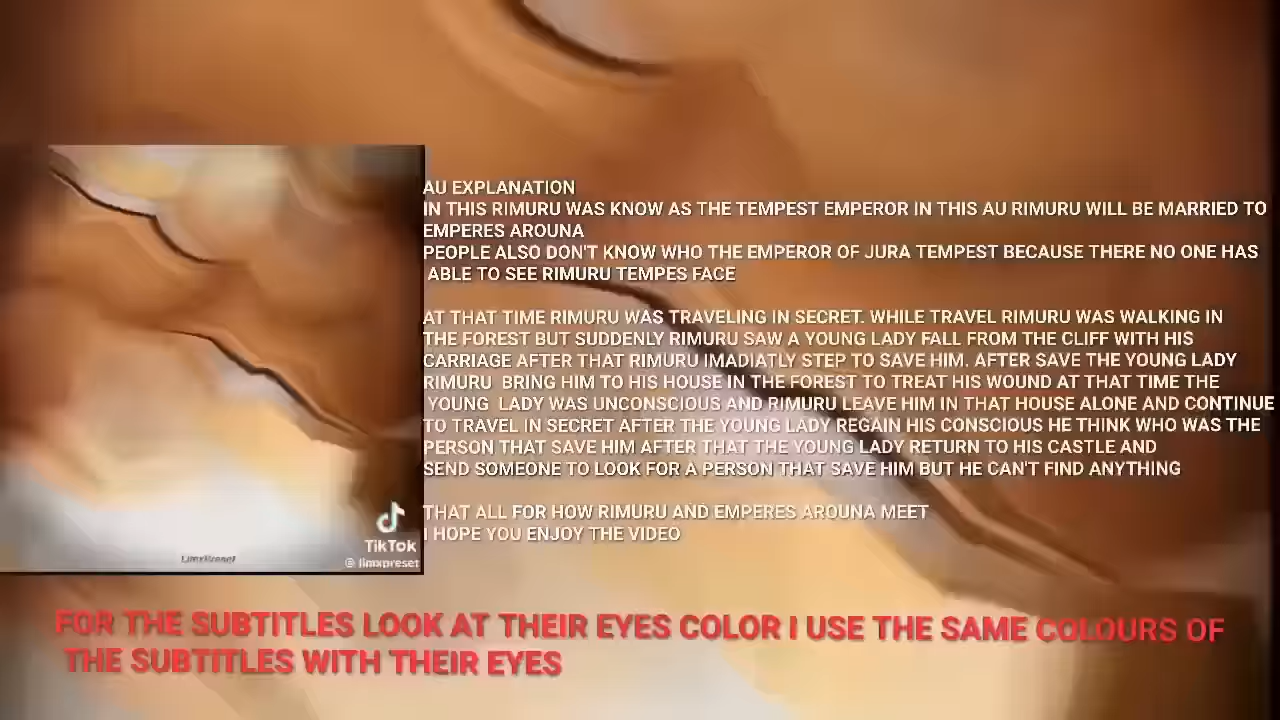 AU EXPLANATION
IN THIS RIMURU WAS KNOW AS THE TEMPEST EMPEROR IN THIS AU RIMURU WILL BE MARRIED TO
EMPERES AROUNA
PEOPLE ALSO DON'T KNOW WHO THE EMPEROR OF JURA TEMPEST BECAUSE THERE NO ONE HAS
ABLE TO SEE RIMURU TEMPES FACE
AT THAT TIME RIMURU WAS TRAVELING IN SECRET. WHILE TRAVEL RIMURU WAS WALKING IN
THE FOREST BUT SUDDENLY RIMURU SAW A YOUNG LADY FALL FROM THE CLIFF WITH HIS
CARRIAGE AFTER THAT RIMURU IMADIATLY STEP TO SAVE HIM. AFTER SAVE THE YOUNG LADY
RIMURU BRING HIM TO HIS HOUSE IN THE FOREST TO TREAT HIS WOUND AT THAT TIME THE
YOUNG LADY WAS UNCONSCIOUS AND RIMURU LEAVE HIM IN THAT HOUSE ALONE AND CONTINUE
TO TRAVEL IN SECRET AFTER THE YOUNG LADY REGAIN HIS CONSCIOUS HE THINK WHO WAS THE
PERSON THAT SAVE HIM AFTER THAT THE YOUNG LADY RETURN TO HIS CASTLE AND
SEND SOMEONE TO LOOK FOR A PERSON THAT SAVE HIM BUT HE CAN'T FIND ANYTHING
THAT ALL FOR HOW RIMURU AND EMPERES AROUNA MEET
I HOPE YOU ENJOY THE VIDEO
LimxPreset
TikTok
@ limxpreset
FOR THE SUBTITLES LOOK AT THEIR EYES COLOR I USE THE SAME COLOURS OF
THE SUBTITLES WITH THEIR EYES